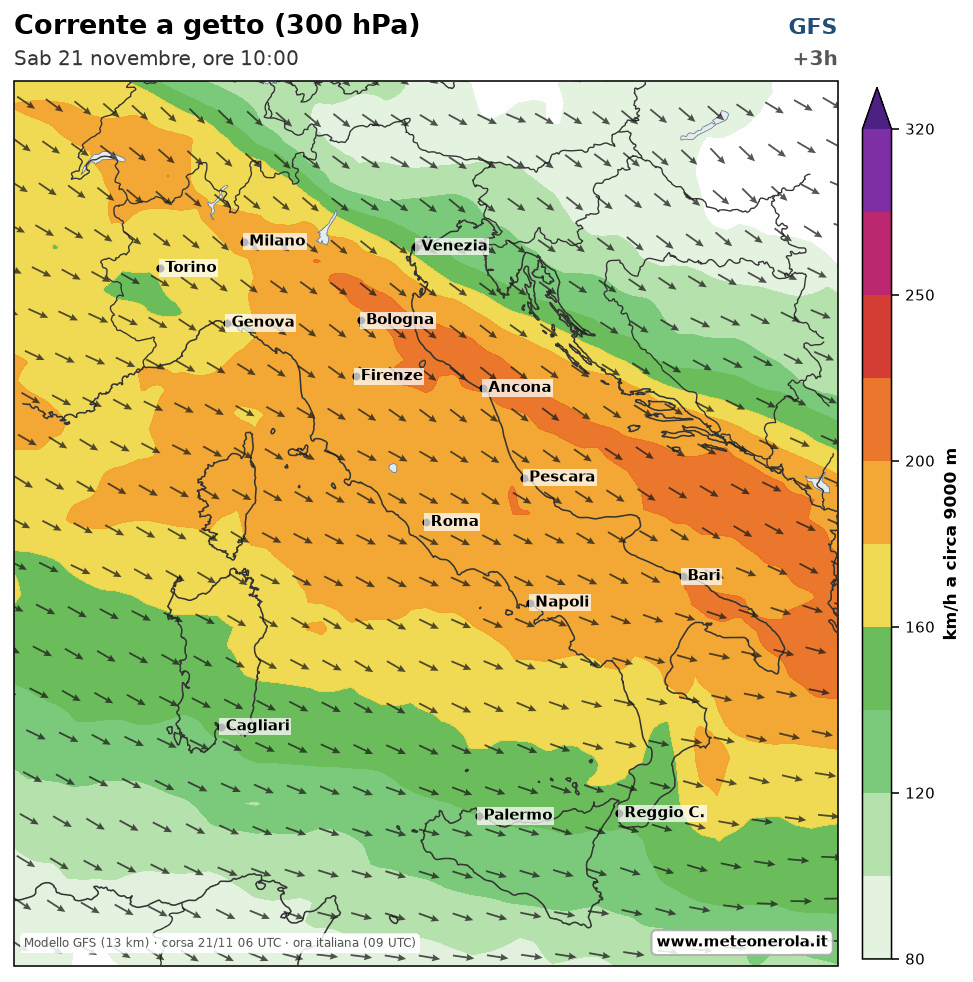 Corrente a getto (300 hPa)
GFS
Sab 21 novembre, ore 10:00
+3h
320
Milano
Venezia
Torino
250
Genova
Bologna
Firenze
Ancona
200
Pescara
Roma
km/h a circa 9000 m
Bari
Napoli
160
Cagliari
Palermo
Reggio C.
120
Modello GFS (13 km) · corsa 21/11 06 UTC · ora italiana (09 UTC)
www.meteonerola.it
80